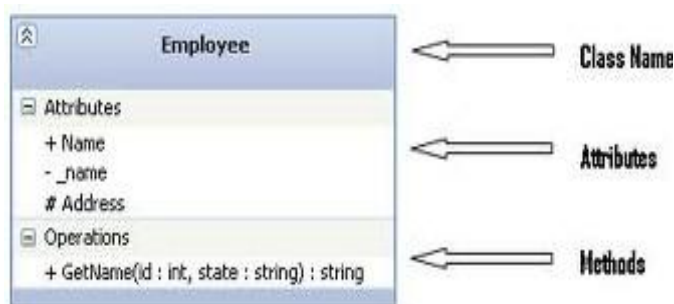 Employee
Class Name
Attributes
+ Name
- _name
# Address
Attributes
Operations
+ GetName(id : int, state : string) : string
Methods